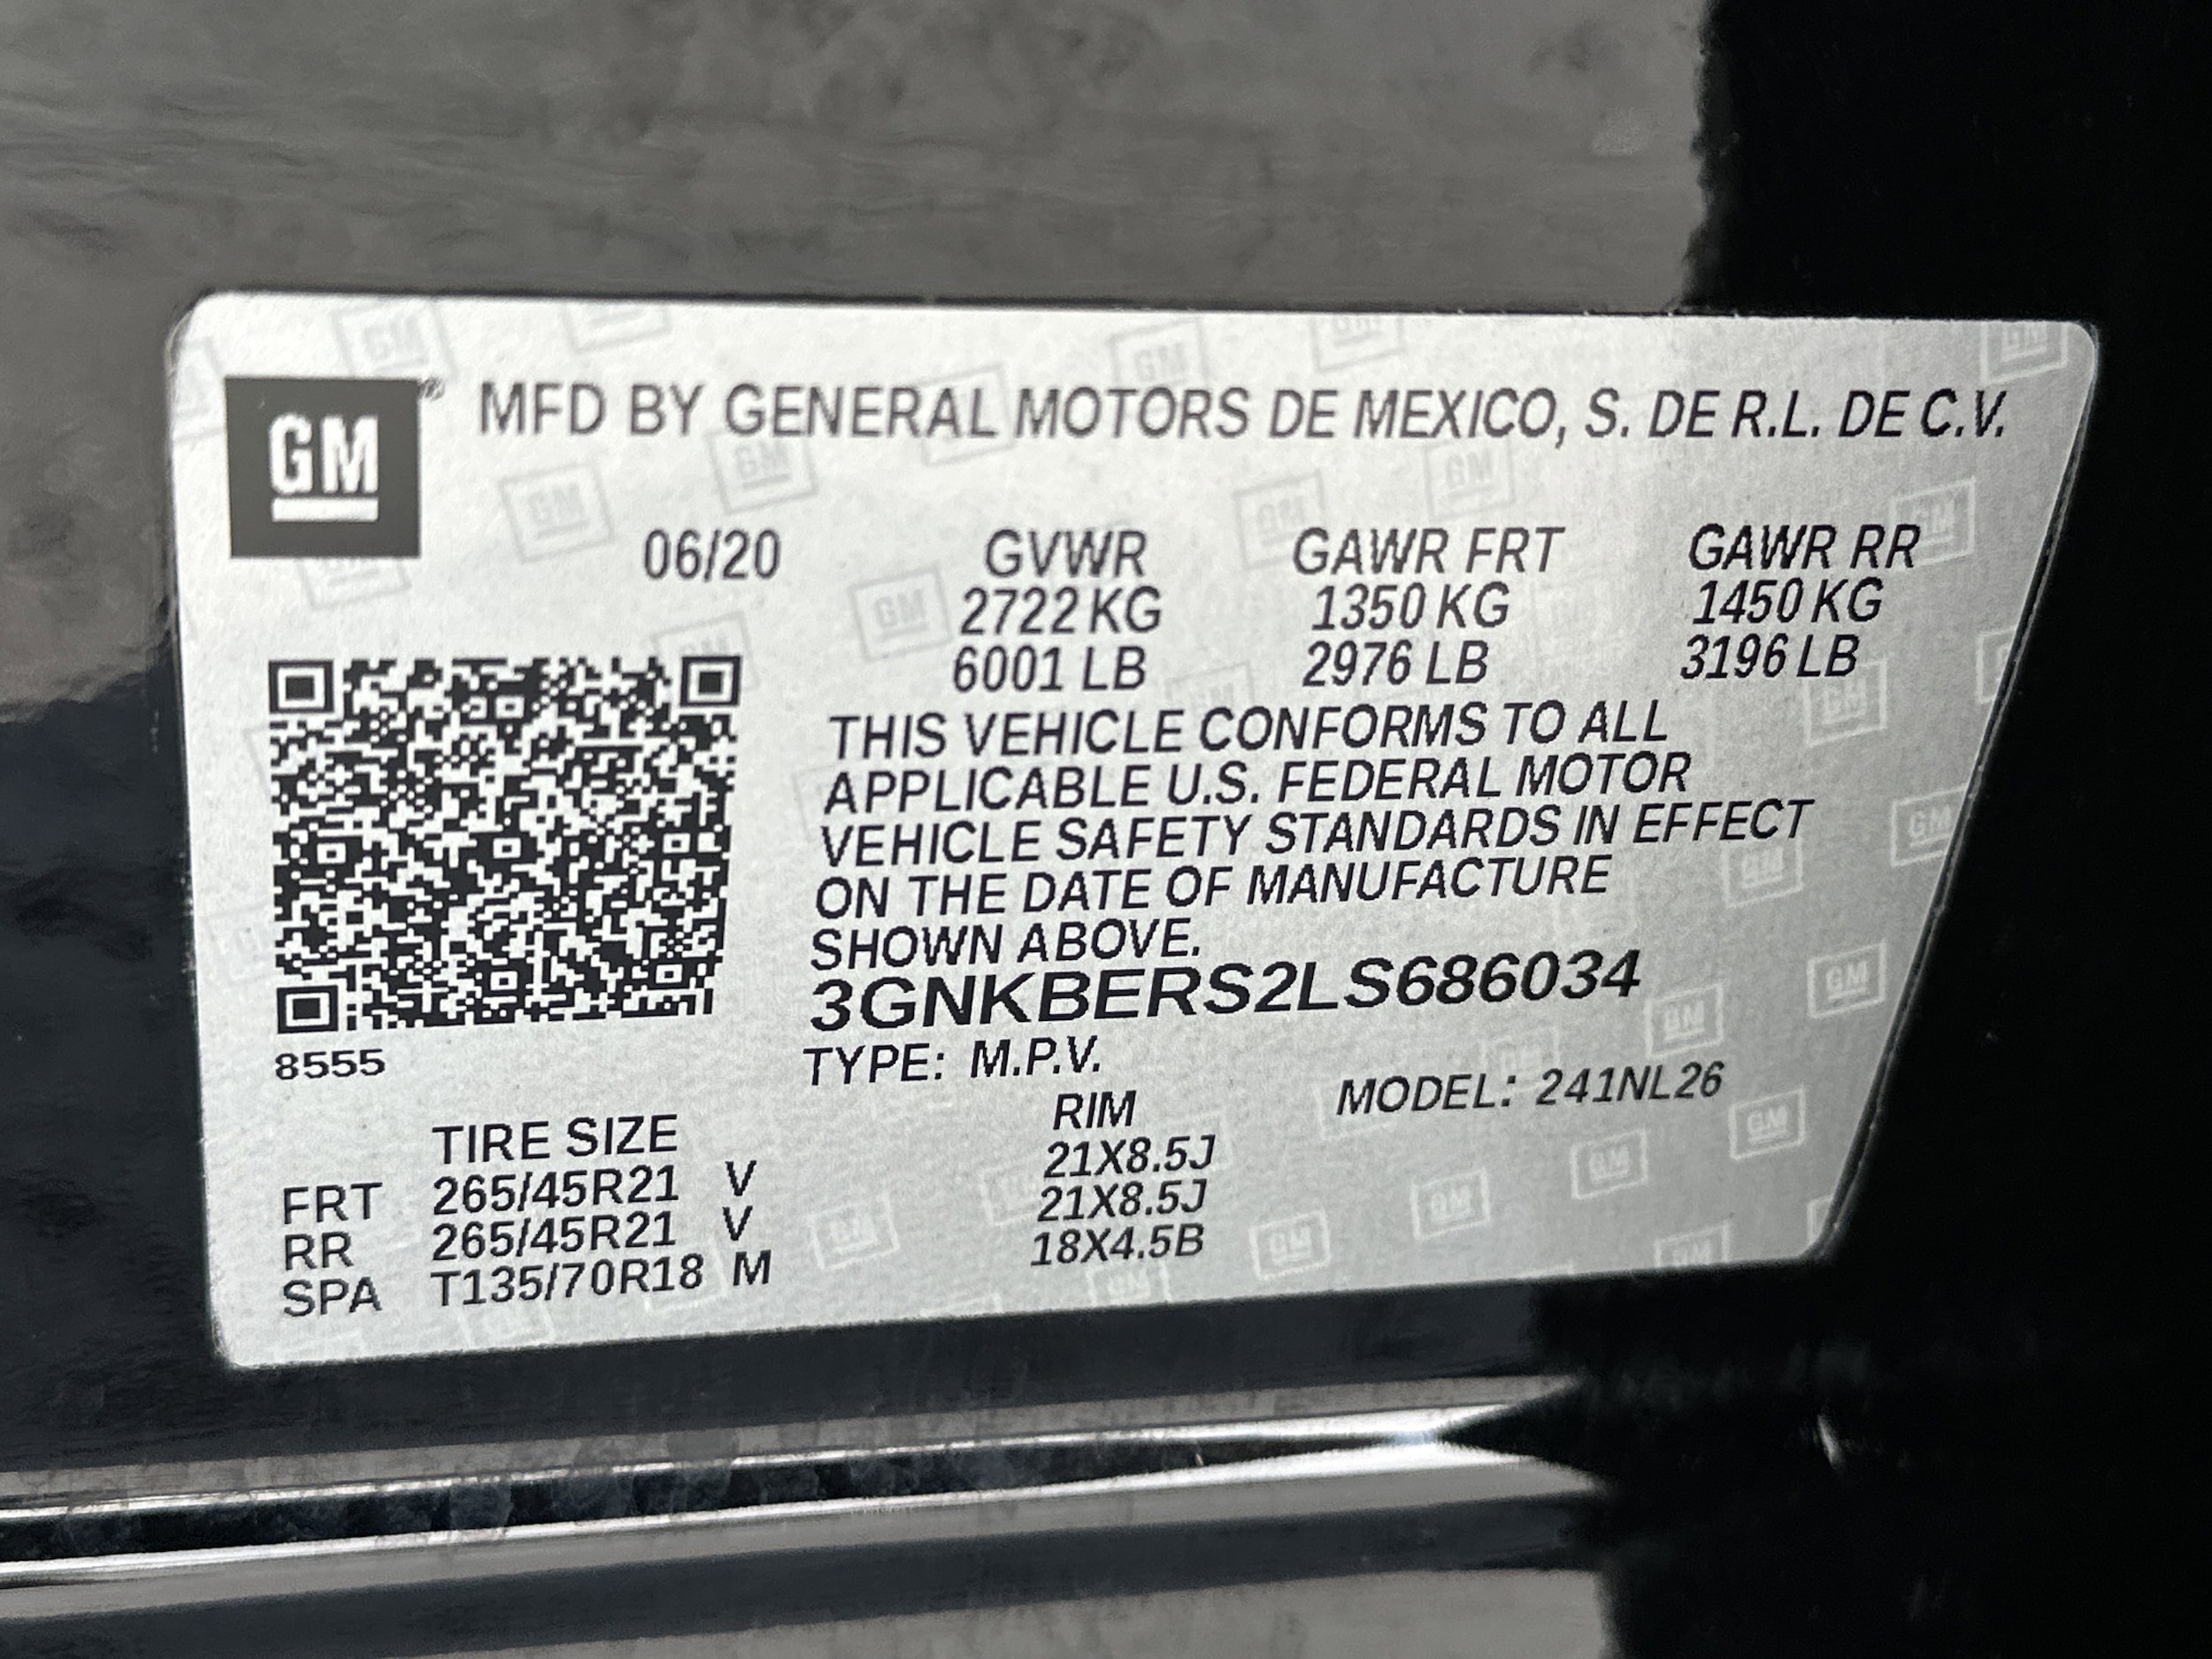 GM ® MFD BY GENERAL MOTORS DE MEXICO, S. DE R.L. DE C.V.
06/20 GVWR GAWR FRT GAWR RR
2722 KG 1350 KG 1450 KG
6001 LB 2976 LB 3196 LB
THIS VEHICLE CONFORMS TO ALL
APPLICABLE U.S. FEDERAL MOTOR
VEHICLE SAFETY STANDARDS IN EFFECT
ON THE DATE OF MANUFACTURE
SHOWN ABOVE.
3GNKBERS2LS686034
8555 TYPE: M.P.V.
MODEL: 241NL26
TIRE SIZE RIM
FRT 265/45R21 V 21X8.5J
RR 265/45R21 V 21X8.5J
SPA T135/70R18 M 18X4.5B